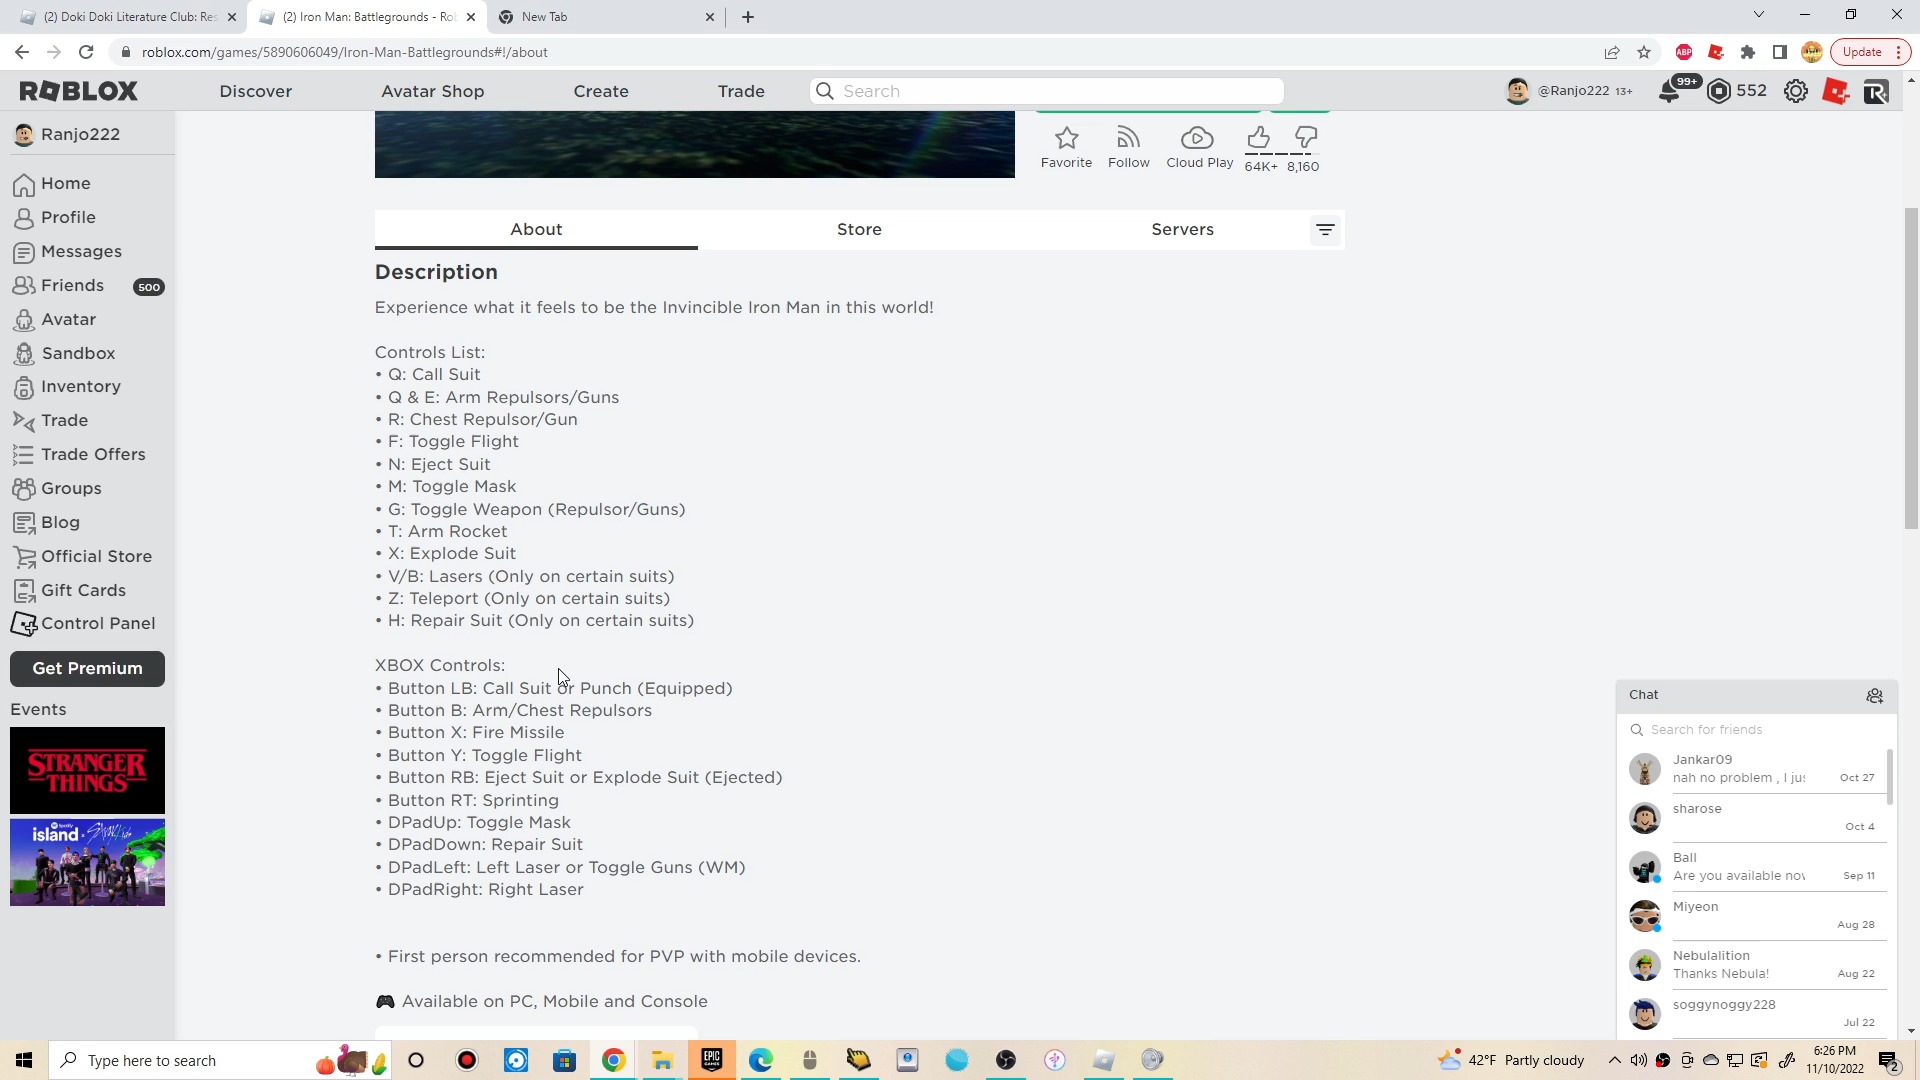 (2) Doki Doki Literature Club: Res
(2) Iron Man: Battlegrounds - Rob
New Tab
roblox.com/games/5890606049/Iron-Man-Battlegrounds#!/about
ABP
Update
ROBLOX
Discover
Avatar Shop
Create
Trade
Search
@Ranjo222 13+
99+
552
Ranjo222
Home
Profile
Messages
Friends 500
Avatar
Sandbox
Inventory
Trade
Trade Offers
Groups
Blog
Official Store
Gift Cards
Control Panel
Get Premium
Events
STRANGER
THINGS
island
Favorite
Follow
Cloud Play
64K+
8,160
About
Store
Servers
Description
Experience what it feels to be the Invincible Iron Man in this world!
Controls List:
• Q: Call Suit
• Q & E: Arm Repulsors/Guns
• R: Chest Repulsor/Gun
• F: Toggle Flight
• N: Eject Suit
• M: Toggle Mask
• G: Toggle Weapon (Repulsor/Guns)
• T: Arm Rocket
• X: Explode Suit
• V/B: Lasers (Only on certain suits)
• Z: Teleport (Only on certain suits)
• H: Repair Suit (Only on certain suits)
XBOX Controls:
• Button LB: Call Suit or Punch (Equipped)
• Button B: Arm/Chest Repulsors
• Button X: Fire Missile
• Button Y: Toggle Flight
• Button RB: Eject Suit or Explode Suit (Ejected)
• Button RT: Sprinting
• DPadUp: Toggle Mask
• DPadDown: Repair Suit
• DPadLeft: Left Laser or Toggle Guns (WM)
• DPadRight: Right Laser
• First person recommended for PVP with mobile devices.
🎮 Available on PC, Mobile and Console
Chat
Search for friends
Jankar09
nah no problem , I jus
Oct 27
sharose
Oct 4
Ball
Are you available nov
Sep 11
Miyeon
Aug 28
Nebulalition
Thanks Nebula!
Aug 22
soggynoggy228
Jul 22
Type here to search
EPIC
GAMES
42°F Partly cloudy
6:26 PM
11/10/2022
2